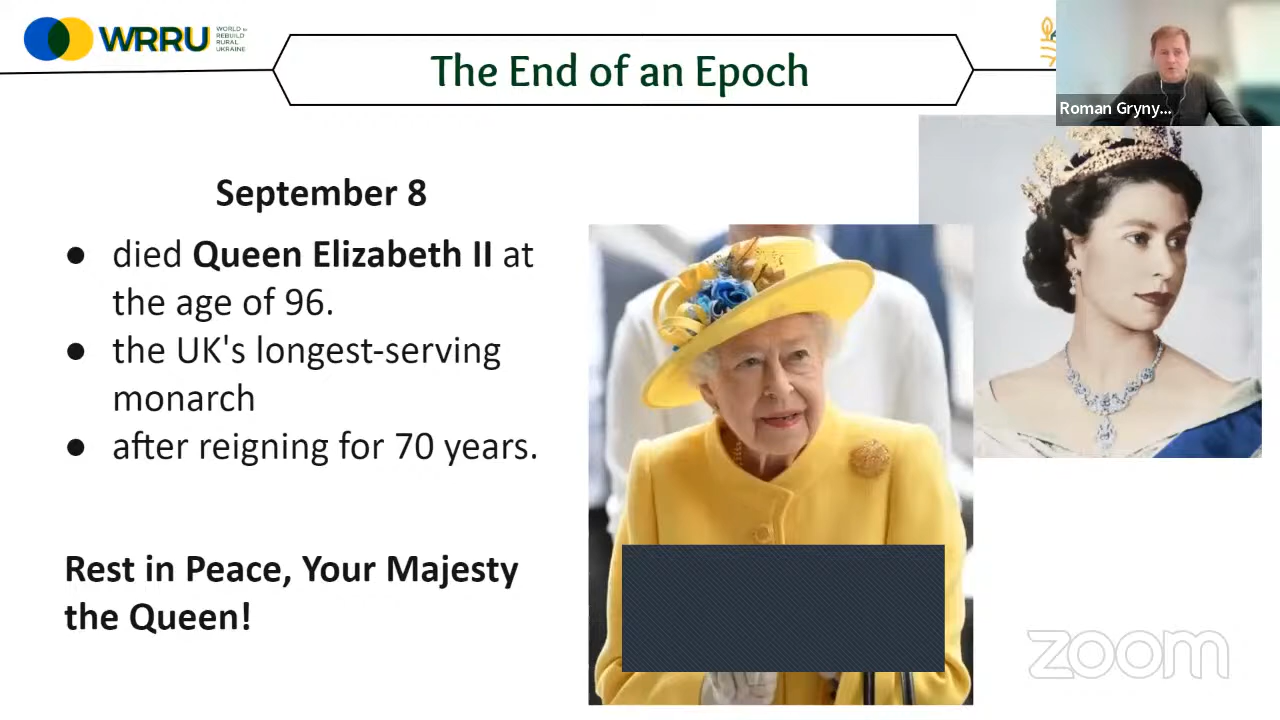 WRRU
WORLD to
REBUILD
RURAL
UKRAINE
The End of an Epoch
Roman Gryny...
September 8
● died Queen Elizabeth II at
the age of 96.
● the UK's longest-serving
monarch
● after reigning for 70 years.
Rest in Peace, Your Majesty
the Queen!
zoom